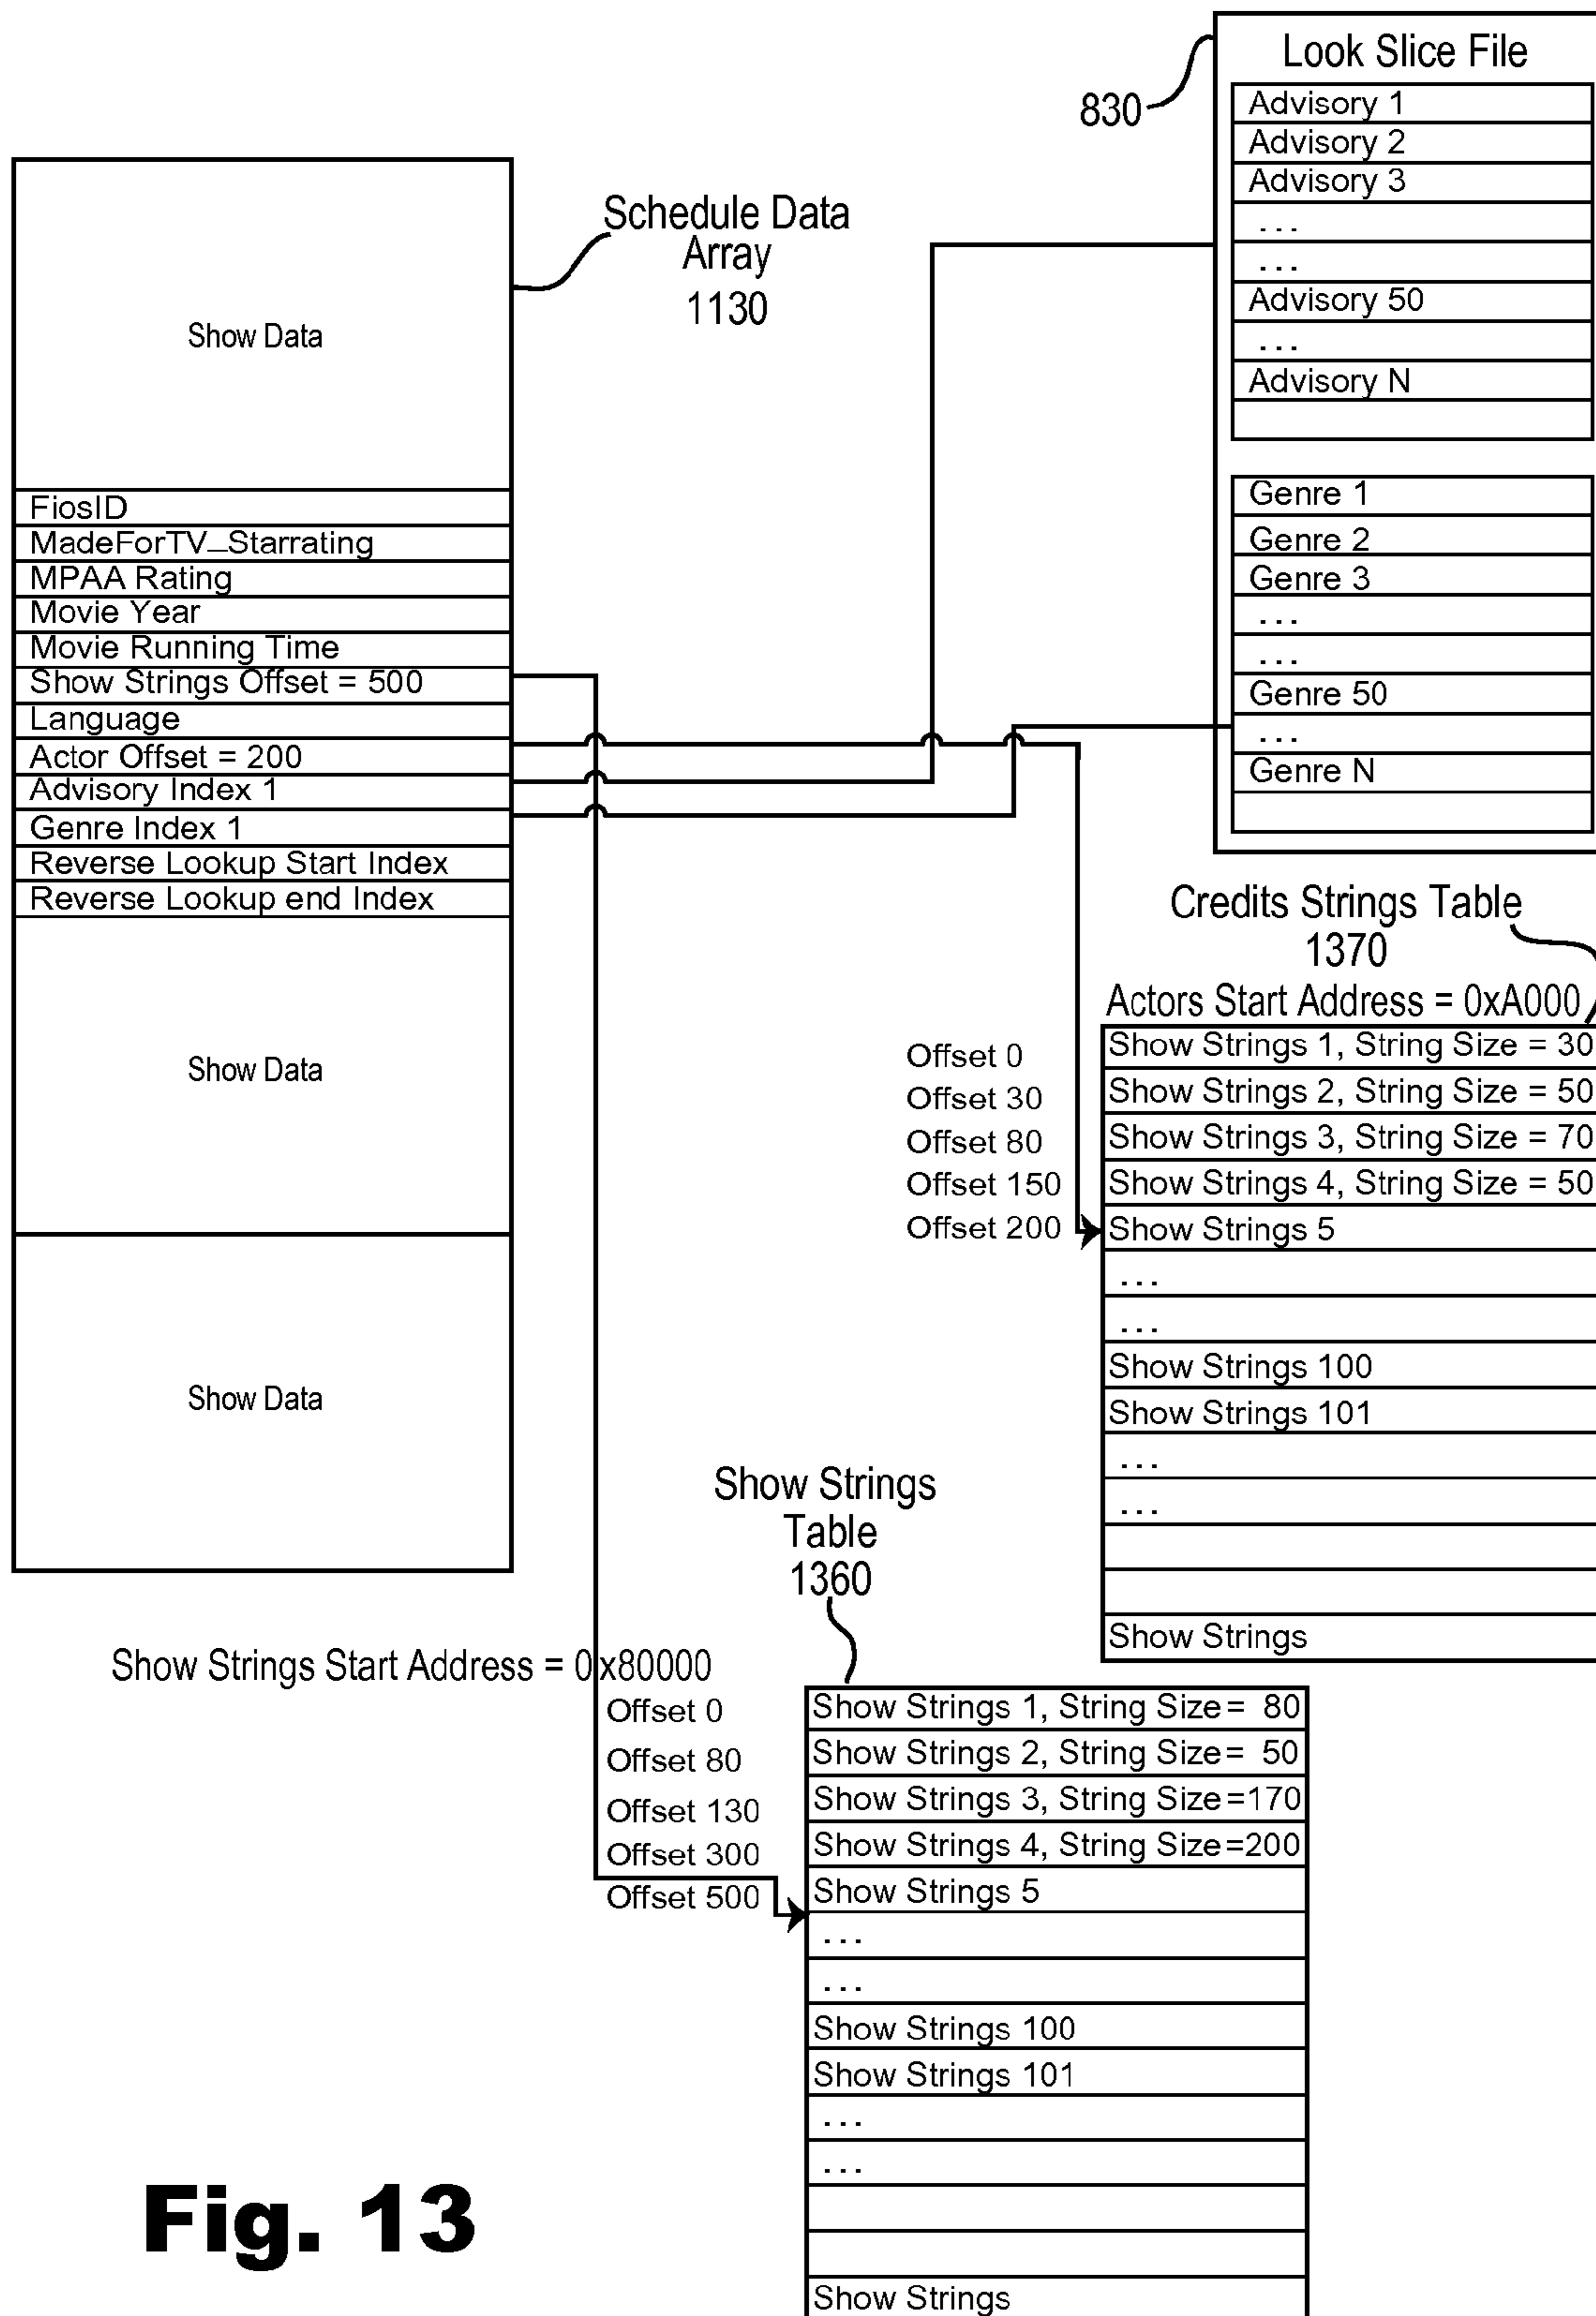 Look Slice File
830
Advisory 1
Advisory 2
Advisory 3
...
...
Advisory 50
...
Advisory N
Genre 1
Genre 2
Genre 3
...
...
Genre 50
...
Genre N
Schedule Data
Array
1130
Show Data
FiosID
MadeForTV_Starrating
MPAA Rating
Movie Year
Movie Running Time
Show Strings Offset = 500
Language
Actor Offset = 200
Advisory Index 1
Genre Index 1
Reverse Lookup Start Index
Reverse Lookup end Index
Show Data
Show Data
Credits Strings Table
1370
Actors Start Address = 0xA000
Offset 0
Offset 30
Offset 80
Offset 150
Offset 200
Show Strings 1, String Size = 30
Show Strings 2, String Size = 50
Show Strings 3, String Size = 70
Show Strings 4, String Size = 50
Show Strings 5
...
...
Show Strings 100
Show Strings 101
...
...
Show Strings
Show Strings
Table
1360
Show Strings Start Address = 0x80000
Offset 0
Offset 80
Offset 130
Offset 300
Offset 500
Show Strings 1, String Size= 80
Show Strings 2, String Size= 50
Show Strings 3, String Size=170
Show Strings 4, String Size=200
Show Strings 5
...
...
Show Strings 100
Show Strings 101
...
...
Show Strings
Fig. 13